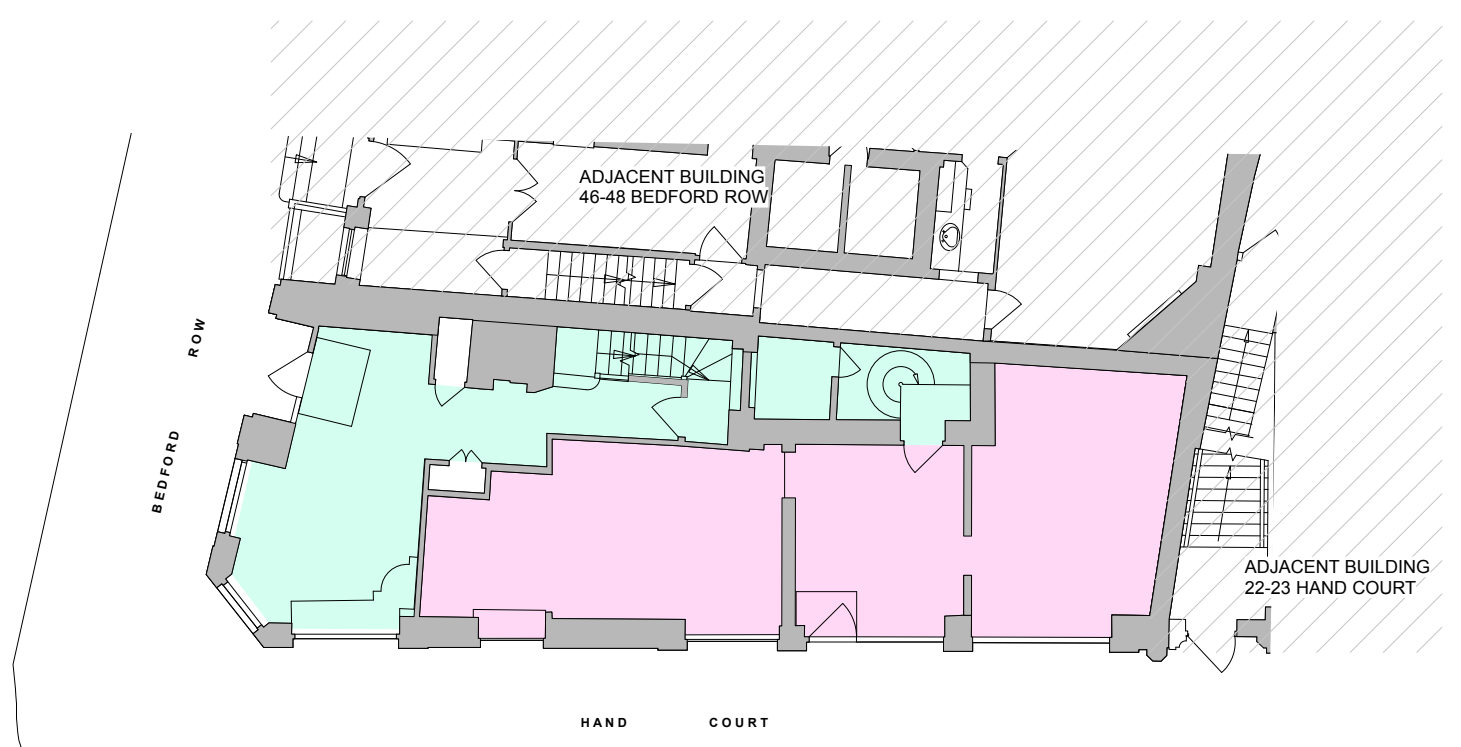 ADJACENT BUILDING
46-48 BEDFORD ROW
BEDFORD ROW
ADJACENT BUILDING
22-23 HAND COURT
HAND COURT